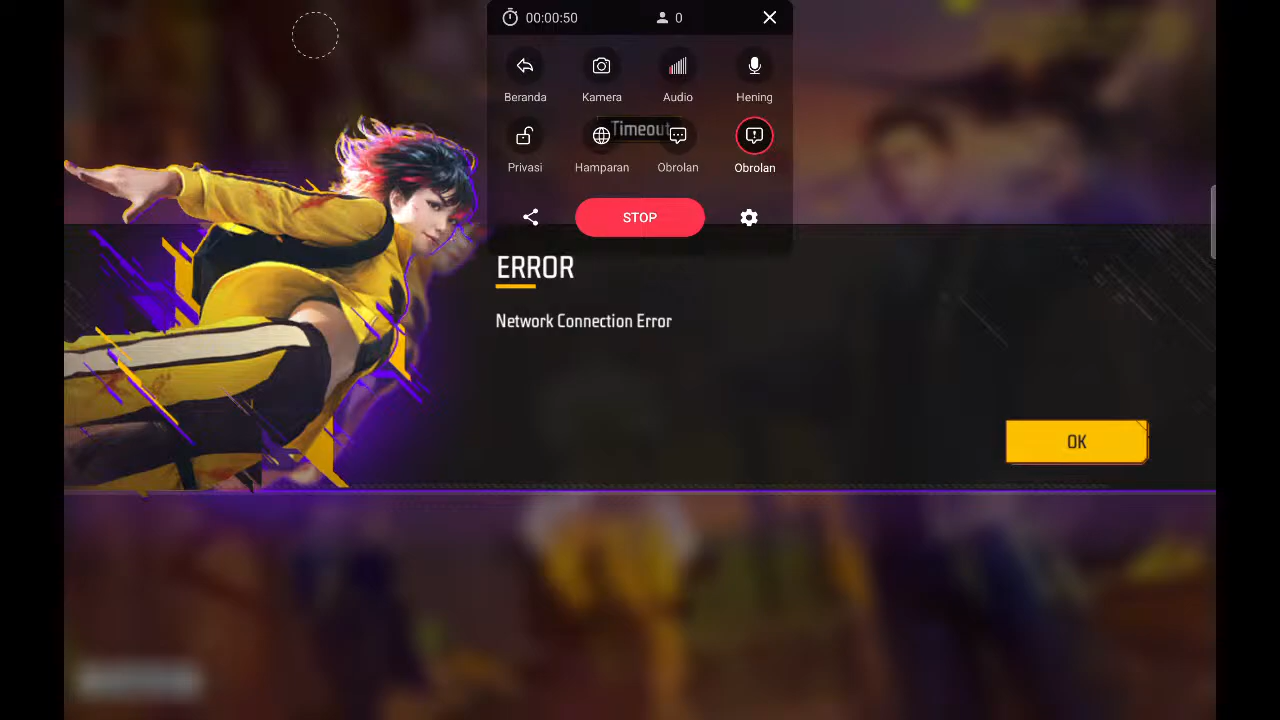 00:00:50 0
Beranda Kamera Audio Hening
Timeout
Privasi Hamparan Obrolan Obrolan
STOP
ERROR
Network Connection Error
OK